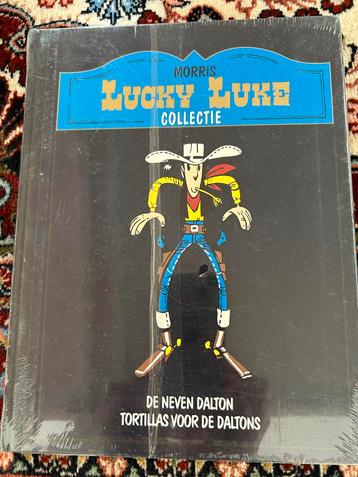 MORRIS
LUCKY LUKE
COLLECTIE
DE NEVEN DALTON
TORTILLAS VOOR DE DALTONS